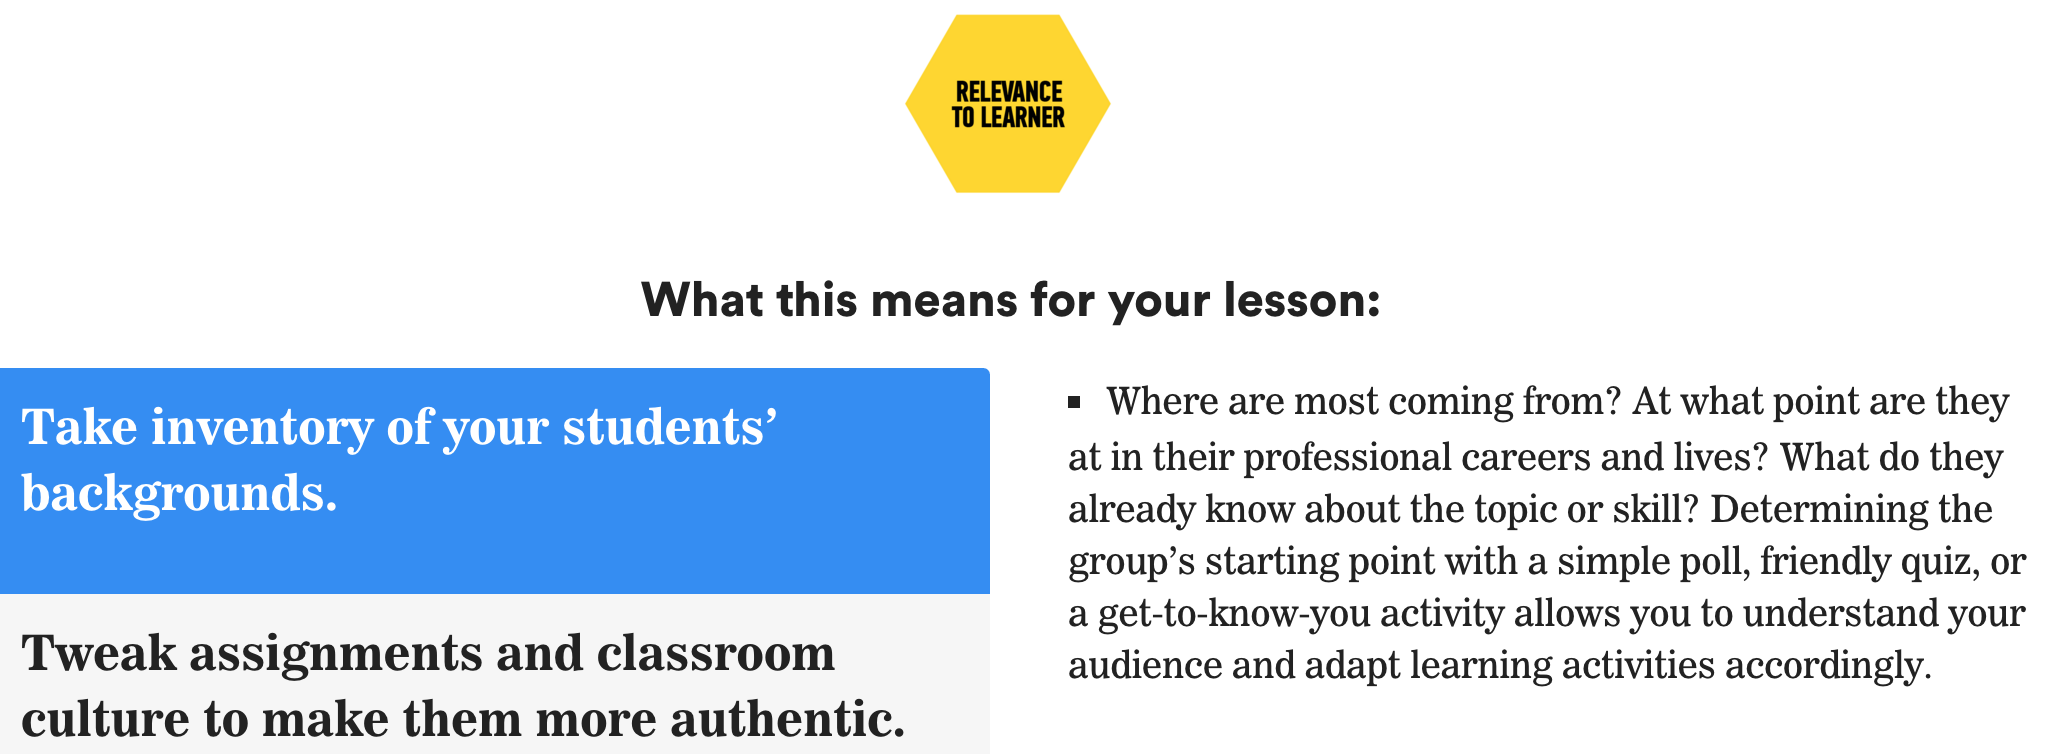 RELEVANCE
TO LEARNER
What this means for your lesson:
Take inventory of your students’
backgrounds.
Tweak assignments and classroom
culture to make them more authentic.
▪ Where are most coming from? At what point are they
at in their professional careers and lives? What do they
already know about the topic or skill? Determining the
group’s starting point with a simple poll, friendly quiz, or
a get-to-know-you activity allows you to understand your
audience and adapt learning activities accordingly.